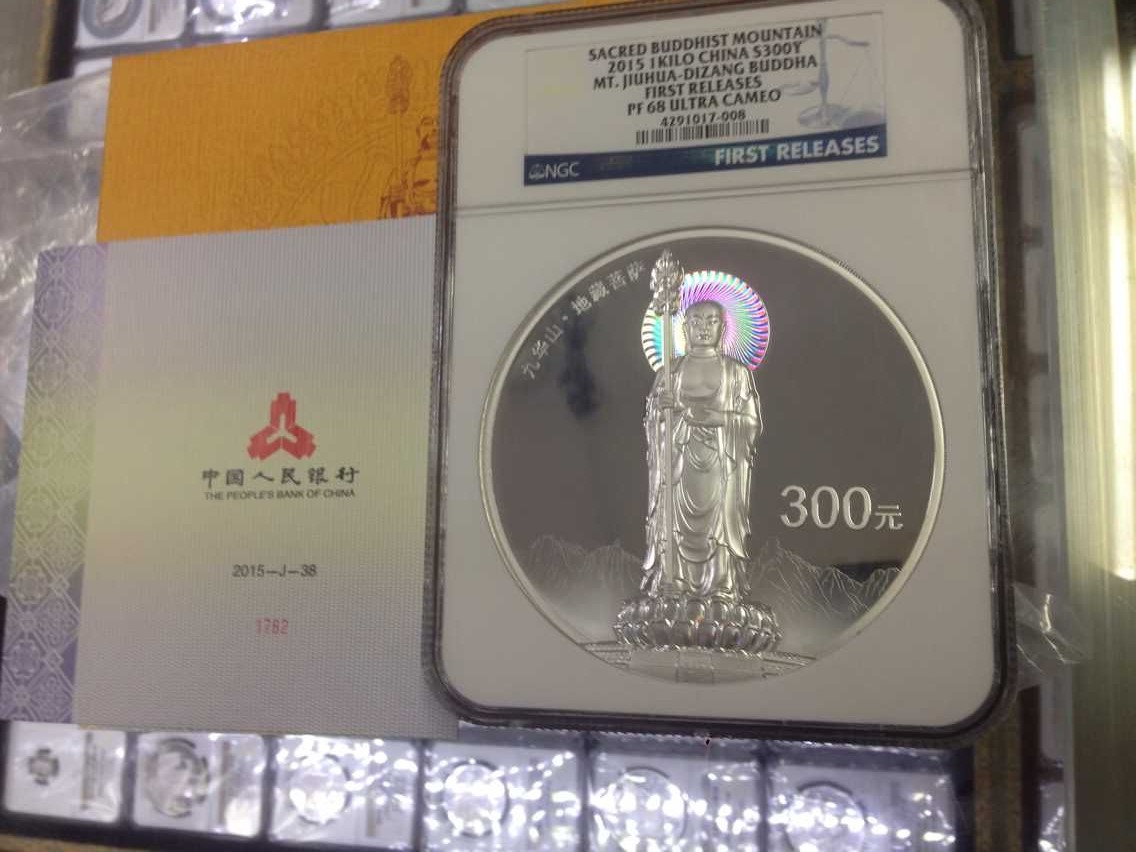 SACRED BUDDHIST MOUNTAIN
2015 1KILO CHINA S300Y
MT. JIUHUA-DIZANG BUDDHA
FIRST RELEASES
PF 68 ULTRA CAMEO
4291017-008
NGC
FIRST RELEASES
九华山·地藏菩萨
300元
中国人民银行
THE PEOPLE'S BANK OF CHINA
2015—J—38
1782